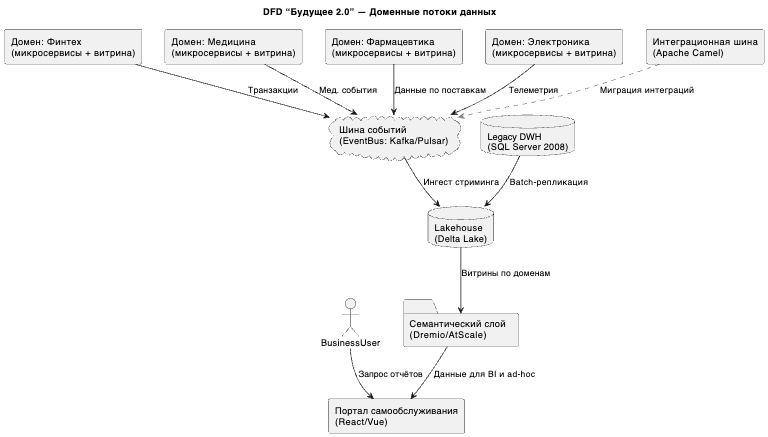 DFD “Будущее 2.0” — Доменные потоки данных
Домен: Финтех
(микросервисы + витрина)
Домен: Медицина
(микросервисы + витрина)
Домен: Фармацевтика
(микросервисы + витрина)
Домен: Электроника
(микросервисы + витрина)
Интеграционная шина
(Apache Camel)
Транзакции
Мед. события
Данные по поставкам
Телеметрия
Миграция интеграций
Шина событий
(EventBus: Kafka/Pulsar)
Legacy DWH
(SQL Server 2008)
Ингест стриминга
Batch-репликация
Lakehouse
(Delta Lake)
Витрины по доменам
BusinessUser
Семантический слой
(Dremio/AtScale)
Запрос отчётов
Данные для BI и ad-hoc
Портал самообслуживания
(React/Vue)